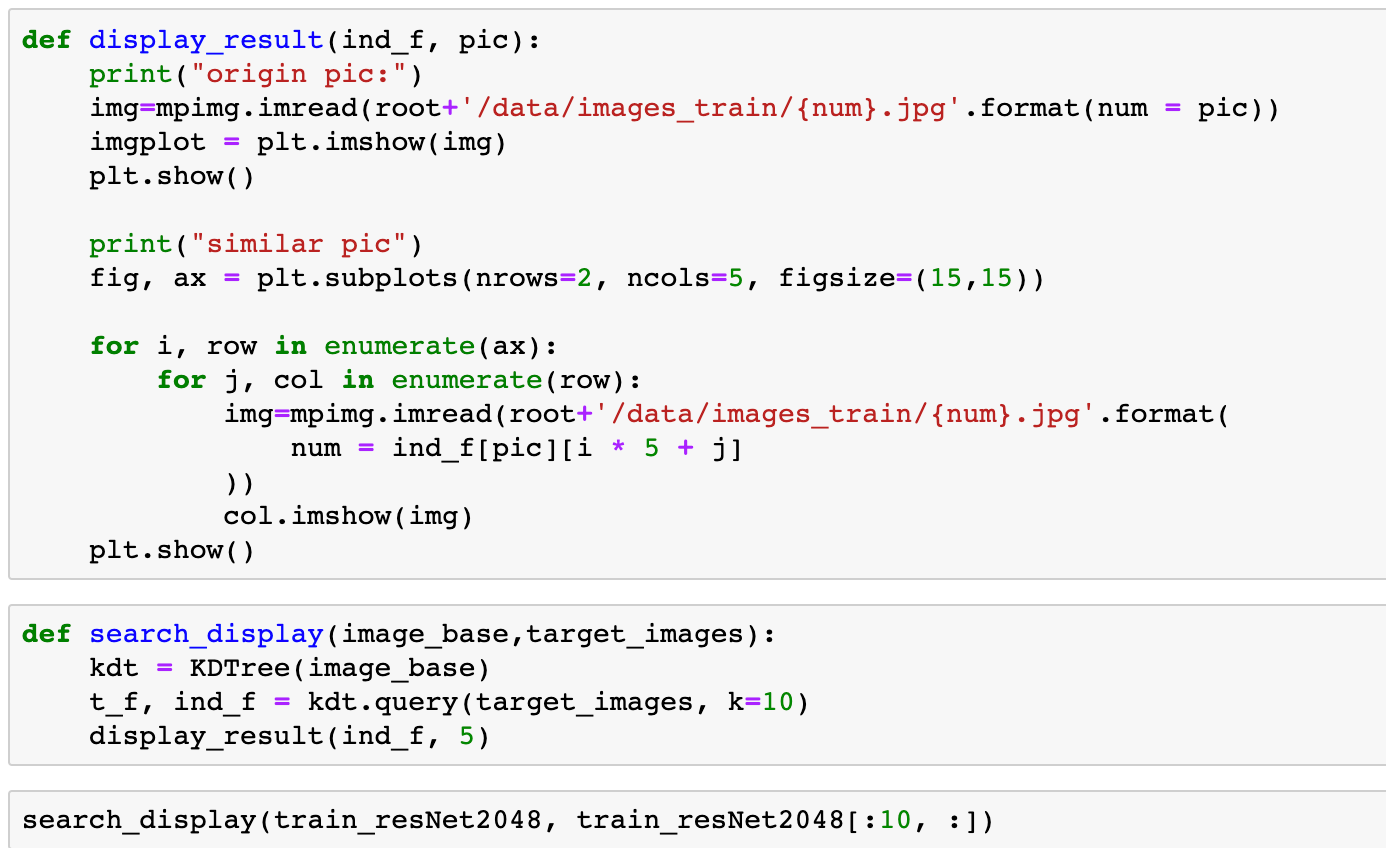 def display_result(ind_f, pic):
    print("origin pic:")
    img=mpimg.imread(root+'/data/images_train/{num}.jpg'.format(num = pic))
    imgplot = plt.imshow(img)
    plt.show()

    print("similar pic")
    fig, ax = plt.subplots(nrows=2, ncols=5, figsize=(15,15))

    for i, row in enumerate(ax):
        for j, col in enumerate(row):
            img=mpimg.imread(root+'/data/images_train/{num}.jpg'.format(
                num = ind_f[pic][i * 5 + j]
            ))
            col.imshow(img)
    plt.show()

def search_display(image_base,target_images):
    kdt = KDTree(image_base)
    t_f, ind_f = kdt.query(target_images, k=10)
    display_result(ind_f, 5)

search_display(train_resNet2048, train_resNet2048[:10, :])